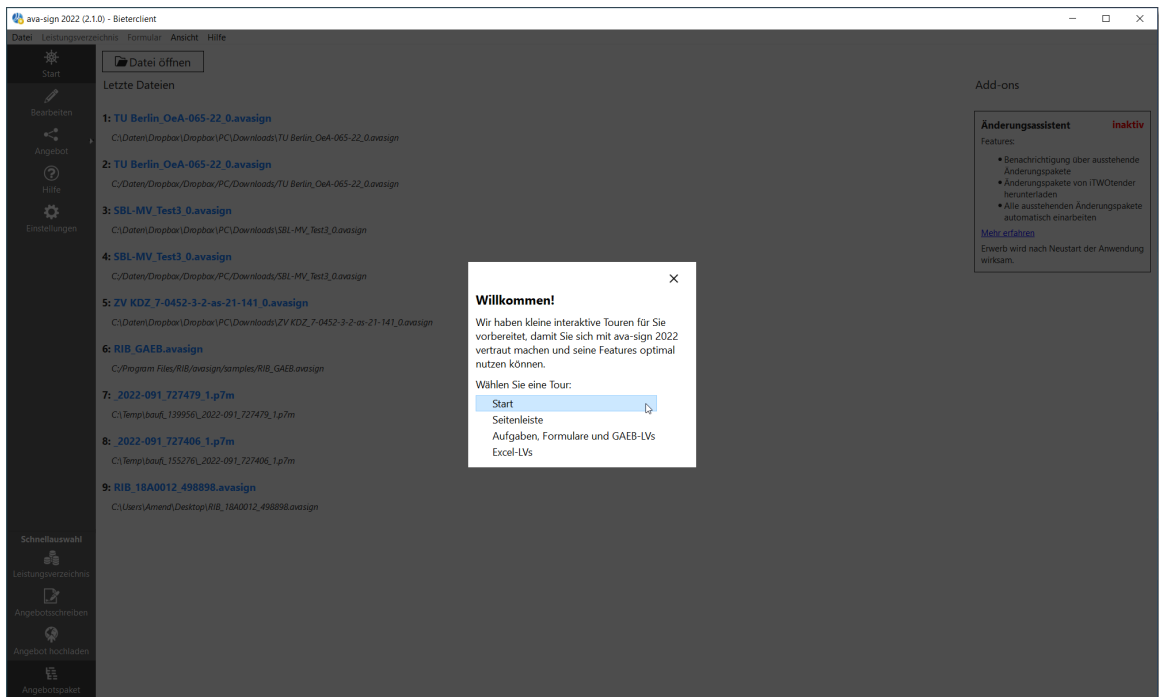 ava-sign 2022 (2.1.0) - Bieterclient
Datei Leistungsverzeichnis Formular Ansicht Hilfe
Start
Bearbeiten
Angebot
Hilfe
Einstellungen
Datei öffnen
Letzte Dateien
1: TU Berlin_OeA-065-22_0.avasign
C:\Daten\Dropbox\Dropbox\PC\Downloads\TU Berlin_OeA-065-22_0.avasign
2: TU Berlin_OeA-065-22_0.avasign
C:/Daten/Dropbox/Dropbox/PC/Downloads/TU Berlin_OeA-065-22_0.avasign
3: SBL-MV_Test3_0.avasign
C:\Daten\Dropbox\Dropbox\PC\Downloads\SBL-MV_Test3_0.avasign
4: SBL-MV_Test3_0.avasign
C:/Daten/Dropbox/Dropbox/PC/Downloads/SBL-MV_Test3_0.avasign
5: ZV KDZ_7-0452-3-2-as-21-141_0.avasign
C:\Daten\Dropbox\Dropbox\PC\Downloads\ZV KDZ_7-0452-3-2-as-21-141_0.avasign
6: RIB_GAEB.avasign
C:/Program Files/RIB/avasign/samples/RIB_GAEB.avasign
7: _2022-091_727479_1.p7m
C:\Temp\baufi_139956\_2022-091_727479_1.p7m
8: _2022-091_727406_1.p7m
C:\Temp\baufi_155276\_2022-091_727406_1.p7m
9: RIB_18A0012_498898.avasign
C:\Users\Amend\Desktop\RIB_18A0012_498898.avasign
Willkommen!
Wir haben kleine interaktive Touren für Sie
vorbereitet, damit Sie sich mit ava-sign 2022
vertraut machen und seine Features optimal
nutzen können.
Wählen Sie eine Tour:
Start
Seitenleiste
Aufgaben, Formulare und GAEB-LVs
Excel-LVs
Add-ons
Änderungsassistent inaktiv
Features:
• Benachrichtigung über ausstehende
Änderungspakete
• Änderungspakete von iTWOtender
herunterladen
• Alle ausstehenden Änderungspakete
automatisch einarbeiten
Mehr erfahren
Erwerb wird nach Neustart der Anwendung
wirksam.
Schnellauswahl
Leistungsverzeichnis
Angebotsschreiben
Angebot hochladen
Angebotspaket